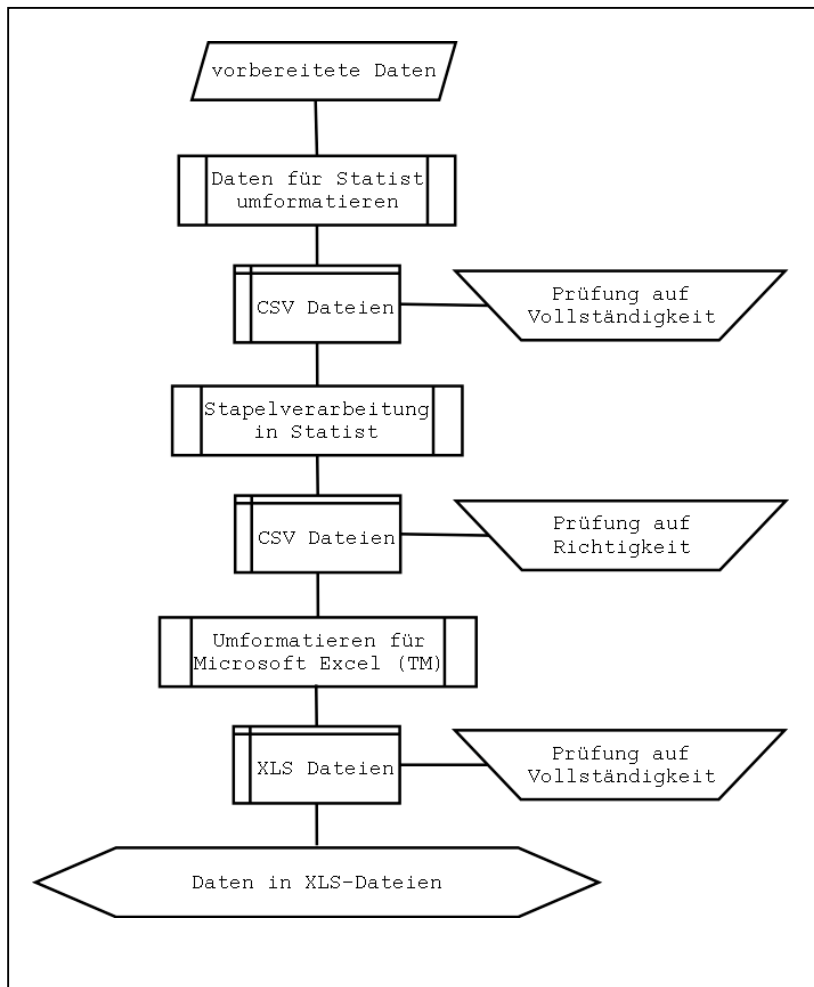 vorbereitete Daten
Daten für Statist
umformatieren
CSV Dateien
Prüfung auf
Vollständigkeit
Stapelverarbeitung
in Statist
CSV Dateien
Prüfung auf
Richtigkeit
Umformatieren für
Microsoft Excel (TM)
XLS Dateien
Prüfung auf
Vollständigkeit
Daten in XLS-Dateien